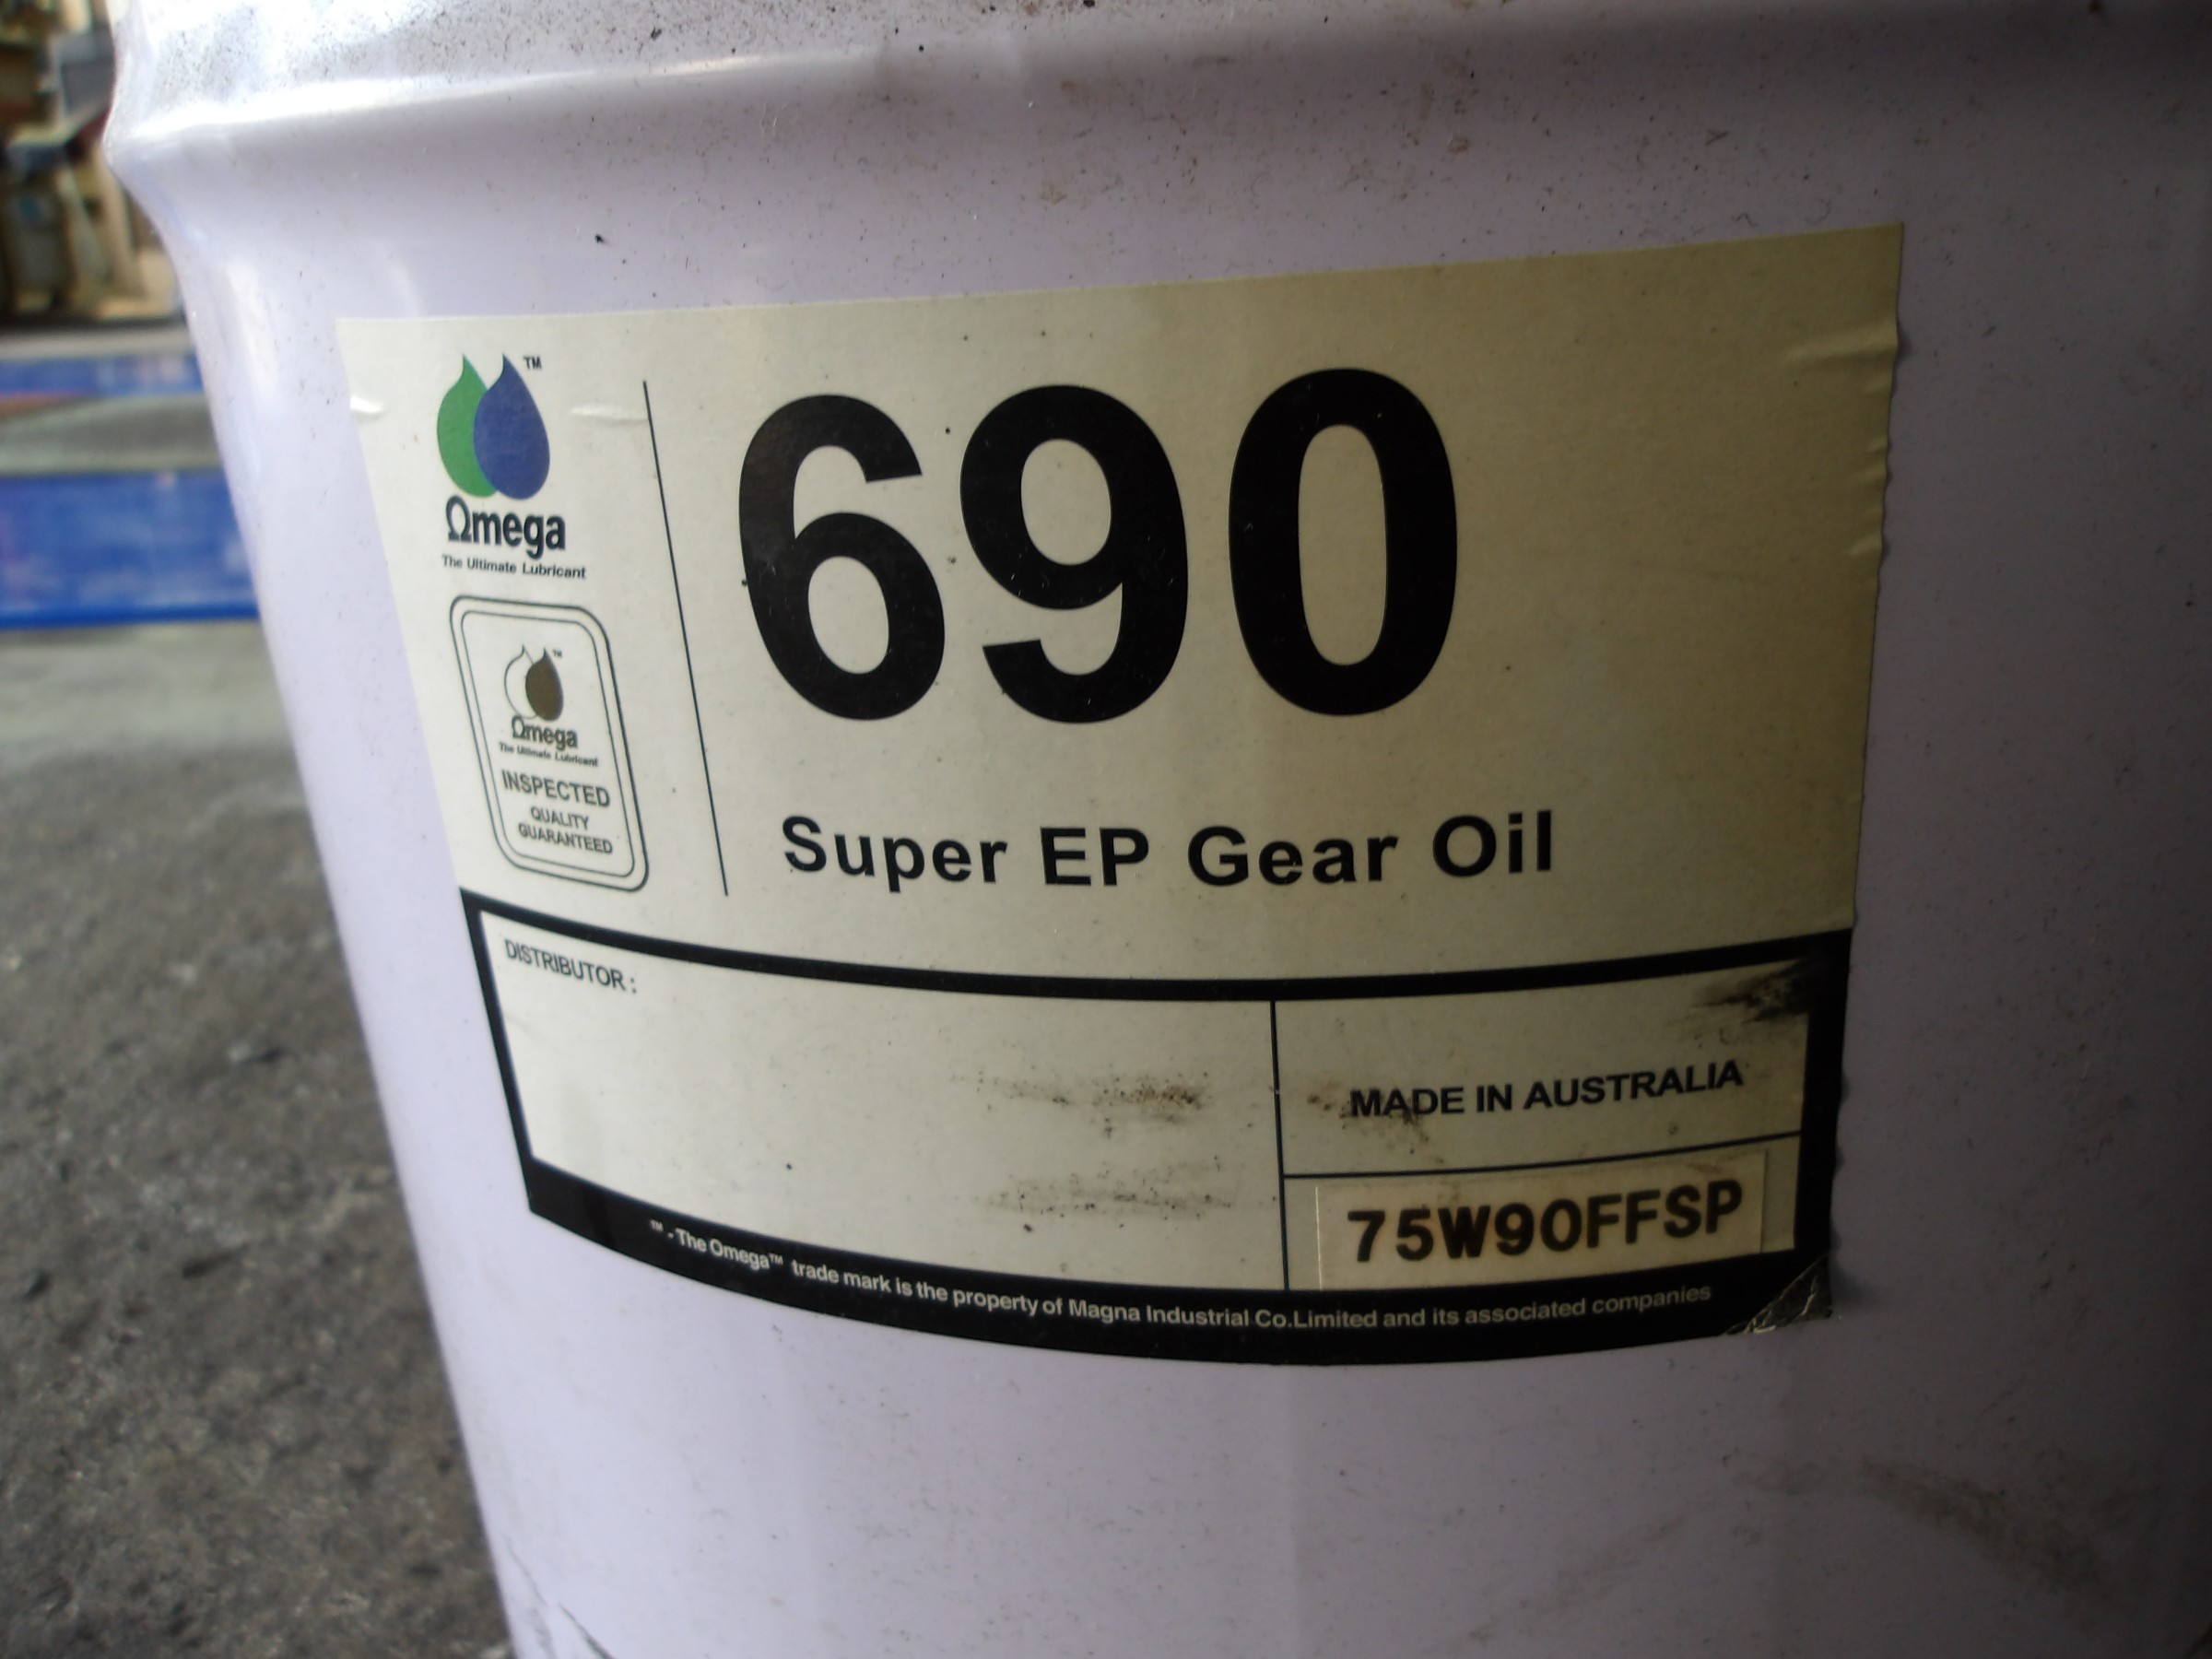 TM
Ωmega
The Ultimate Lubricant
TM
Ωmega
The Ultimate Lubricant
INSPECTED
QUALITY
GUARANTEED
690
Super EP Gear Oil
DISTRIBUTOR :
MADE IN AUSTRALIA
75W90FFSP
™ - The Omega™ trade mark is the property of Magna Industrial Co.Limited and its associated companies